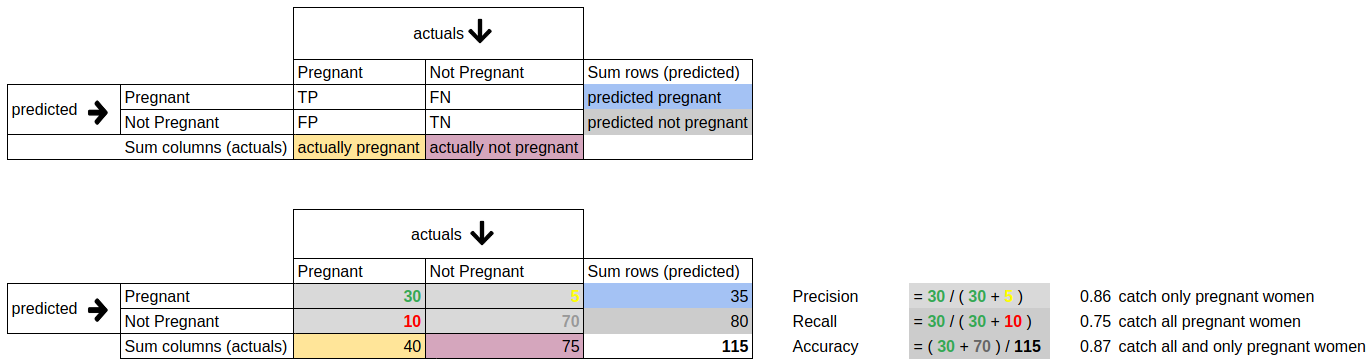 actuals
Pregnant Not Pregnant Sum rows (predicted)
predicted Pregnant TP FN predicted pregnant
Not Pregnant FP TN predicted not pregnant
Sum columns (actuals) actually pregnant actually not pregnant
actuals
Pregnant Not Pregnant Sum rows (predicted)
predicted Pregnant 30 5 35 Precision = 30 / ( 30 + 5 ) 0.86 catch only pregnant women
Not Pregnant 10 70 80 Recall = 30 / ( 30 + 10 ) 0.75 catch all pregnant women
Sum columns (actuals) 40 75 115 Accuracy = ( 30 + 70 ) / 115 0.87 catch all and only pregnant women